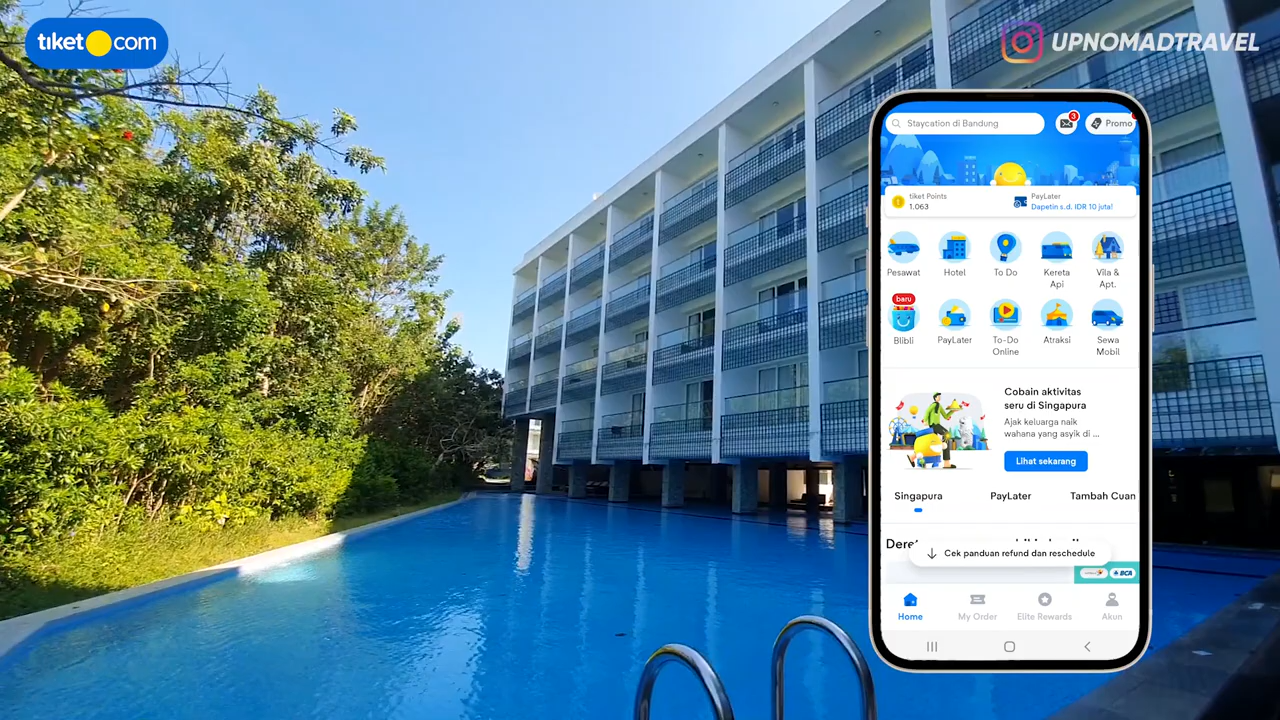 tiket.com
UPNOMADTRAVEL
Staycation di Bandung
3
Promo
tiket Points
1.063
PayLater
Dapetin s.d. IDR 10 juta!
Pesawat
Hotel
To Do
Kereta
Api
Vila &
Apt.
baru
Blibli
PayLater
To-Do
Online
Atraksi
Sewa
Mobil
Cobain aktivitas
seru di Singapura
Ajak keluarga naik
wahana yang asyik di ...
Lihat sekarang
Singapura
PayLater
Tambah Cuan
Cek panduan refund dan reschedule
BCA
Home
My Order
Elite Rewards
Akun